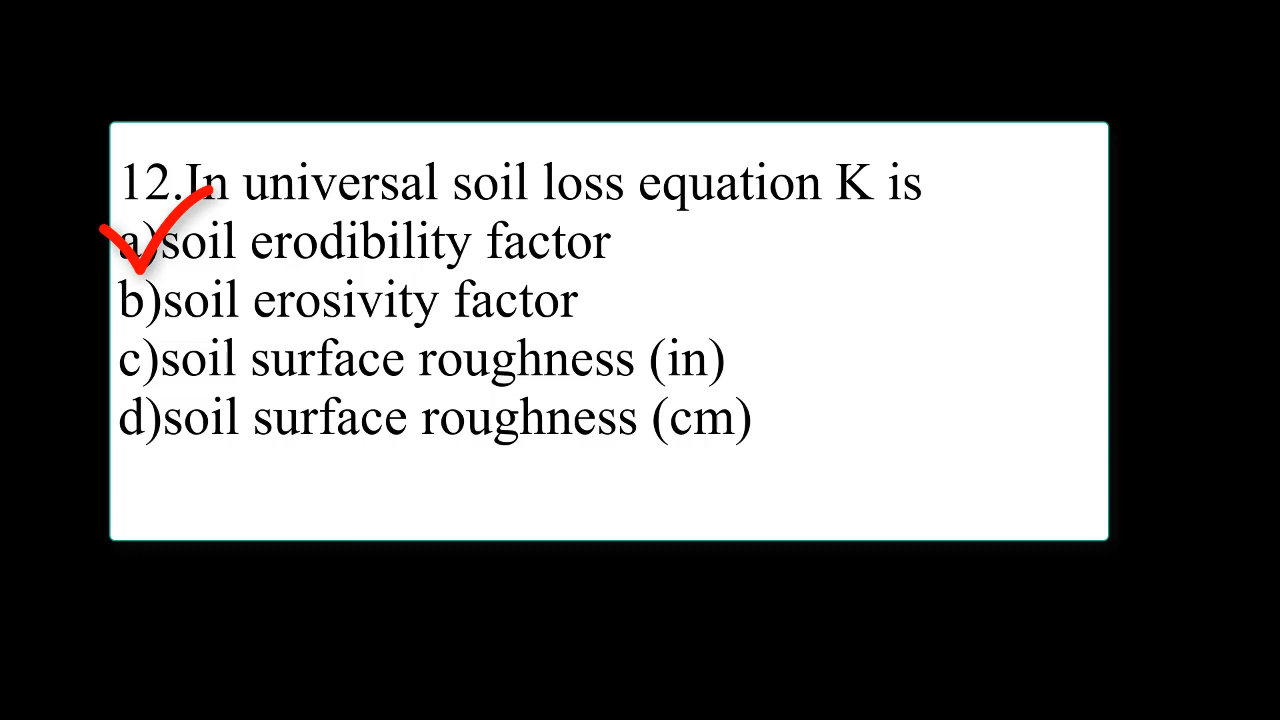 12.In universal soil loss equation K is
a)soil erodibility factor
b)soil erosivity factor
c)soil surface roughness (in)
d)soil surface roughness (cm)